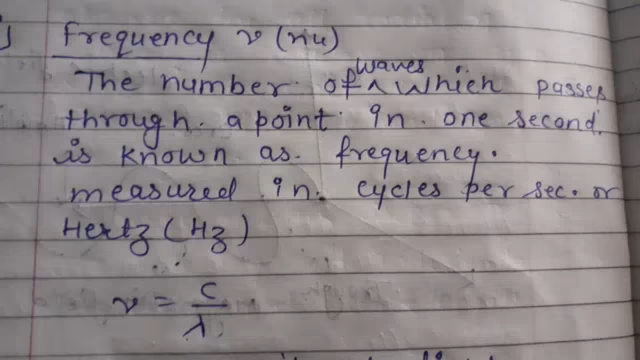 Frequency ν (niu)
The number of waves which passes
through a point in one second
is known as frequency.
measured in cycles per sec. or
Hertz (Hz)
ν = c/λ